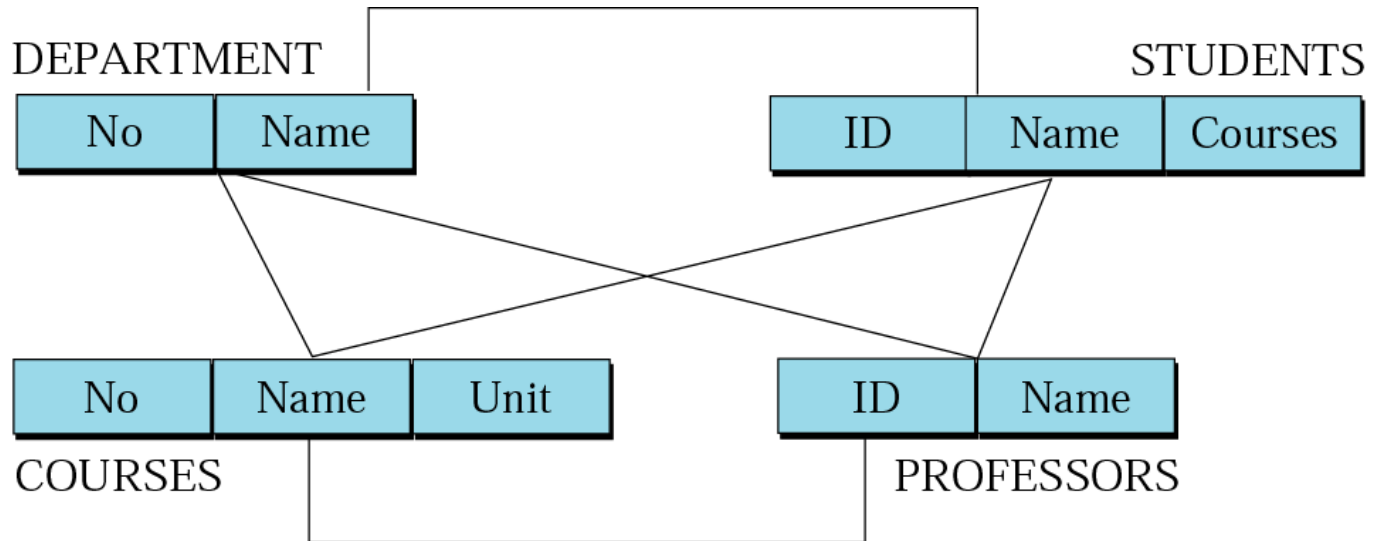 DEPARTMENT
No Name
STUDENTS
ID Name Courses
No Name Unit
COURSES
ID Name
PROFESSORS